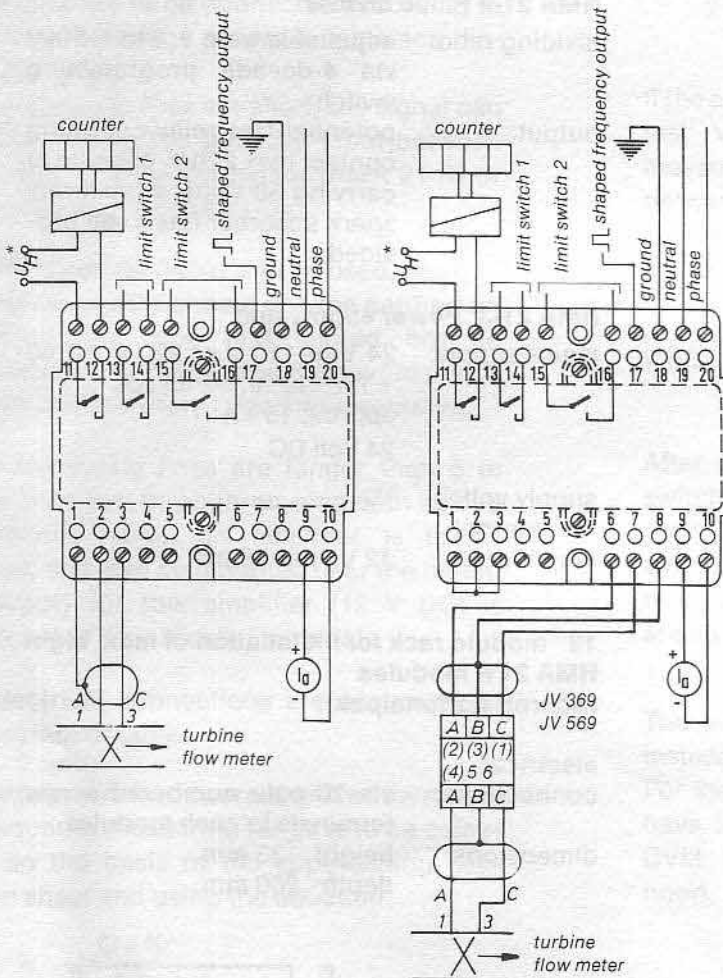 counter
limit switch 1
limit switch 2
shaped frequency output
ground
neutral
phase
U_H*
11 12 13 14 15 16 17 18 19 20
1 2 3 4 5 6 7 8 9 10
+
Ia
A
1 3
turbine
flow meter
counter
limit switch 1
limit switch 2
shaped frequency output
ground
neutral
phase
U_H*
11 12 13 14 15 16 17 18 19 20
1 2 3 4 5 6 7 8 9 10
+
Ia
-
JV 369
JV 569
A B C
(2) (3) (1)
(4) 5 6
A B C
A C
1 3
turbine
flow meter